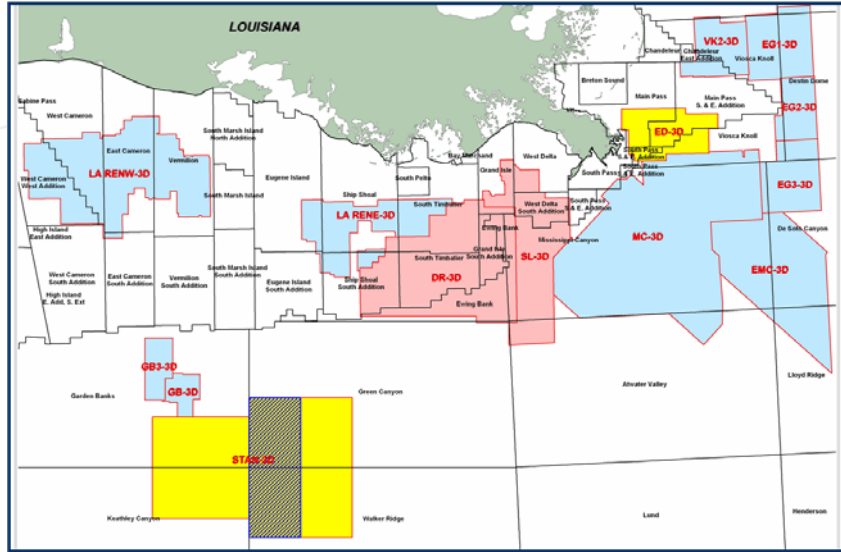 LOUISIANA
Chandeleur
Chandeleur
East Addition
VK2-3D
EG1-3D
Viosca Knoll
Breton Sound
Main Pass
Destin Dome
Main Pass
S. & E. Addition
EG2-3D
Sabine Pass
West Cameron
South Marsh Island
North Addition
East Cameron
Vermilion
LA RENW-3D
West Cameron
West Addition
South Marsh Island
Eugene Island
Ship Shoal
South Pelto
Bay Marchand
Grand Isle
West Delta
ED-3D
Viosca Knoll
South Pass
S. & E. Addition
South Pass
South Pass
S. & E. Addition
EG3-3D
LA RENE-3D
South Timbalier
West Delta
South Addition
South Pass
S. & E. Addition
High Island
East Addition
Ewing Bank
Mississippi Canyon
MC-3D
De Soto Canyon
West Cameron
South Addition
East Cameron
South Addition
Vermilion
South Addition
South Marsh Island
South Addition
Eugene Island
South Addition
Ship Shoal
South Addition
South Timbalier
Grand Isle
South Addition
DR-3D
SL-3D
EMC-3D
High Island
E. Add, S. Ext
Ewing Bank
GB3-3D
GB-3D
Garden Banks
Green Canyon
Atwater Valley
Lloyd Ridge
STAK-3D
Keathley Canyon
Walker Ridge
Lund
Henderson